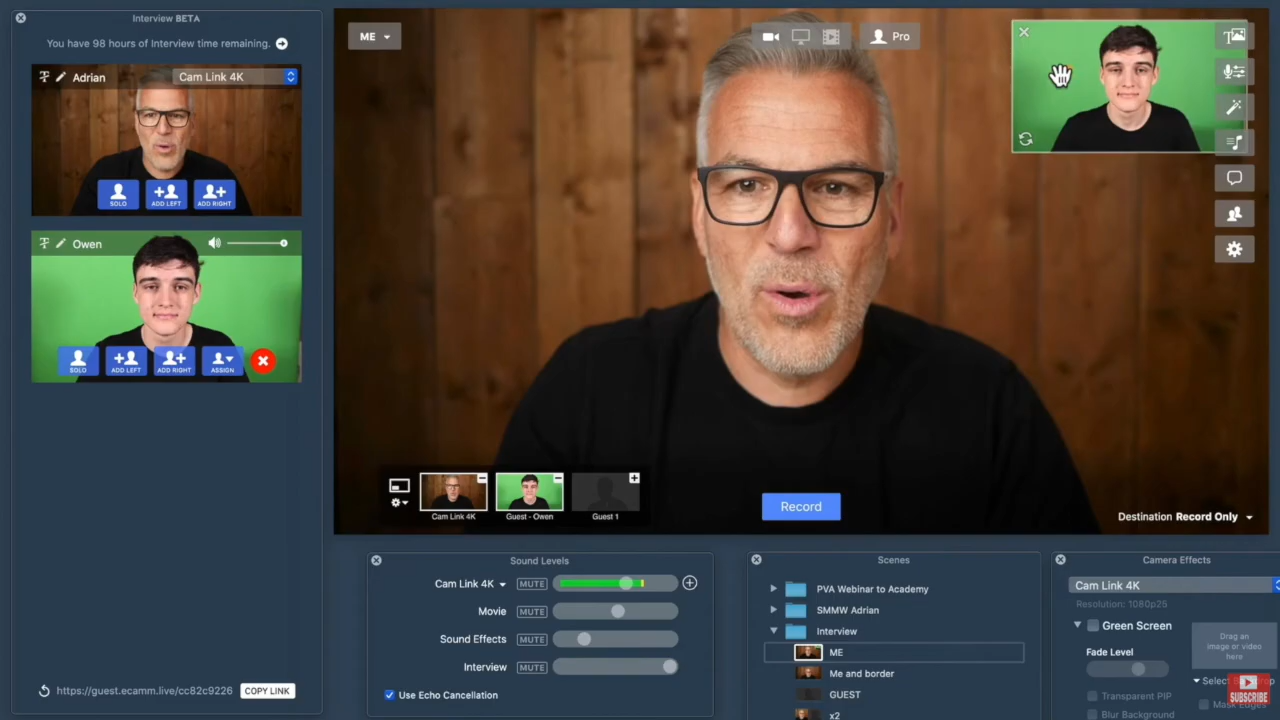 Interview BETA
You have 98 hours of Interview time remaining.
Adrian
Cam Link 4K
SOLO
ADD LEFT
ADD RIGHT
Owen
SOLO
ADD LEFT
ADD RIGHT
ASSIGN
https://guest.ecamm.live/cc82c9226
COPY LINK
ME
Pro
Cam Link 4K
Guest - Owen
Guest 1
Record
Destination Record Only
Sound Levels
Cam Link 4K
MUTE
Movie
MUTE
Sound Effects
MUTE
Interview
MUTE
Use Echo Cancellation
Scenes
PVA Webinar to Academy
SMMW Adrian
Interview
ME
Me and border
GUEST
x2
Camera Effects
Cam Link 4K
Resolution: 1080p25
Green Screen
Fade Level
Drag an
image or video
here
Transparent PIP
Blur Background
Select
Mask Edges
SUBSCRIBE